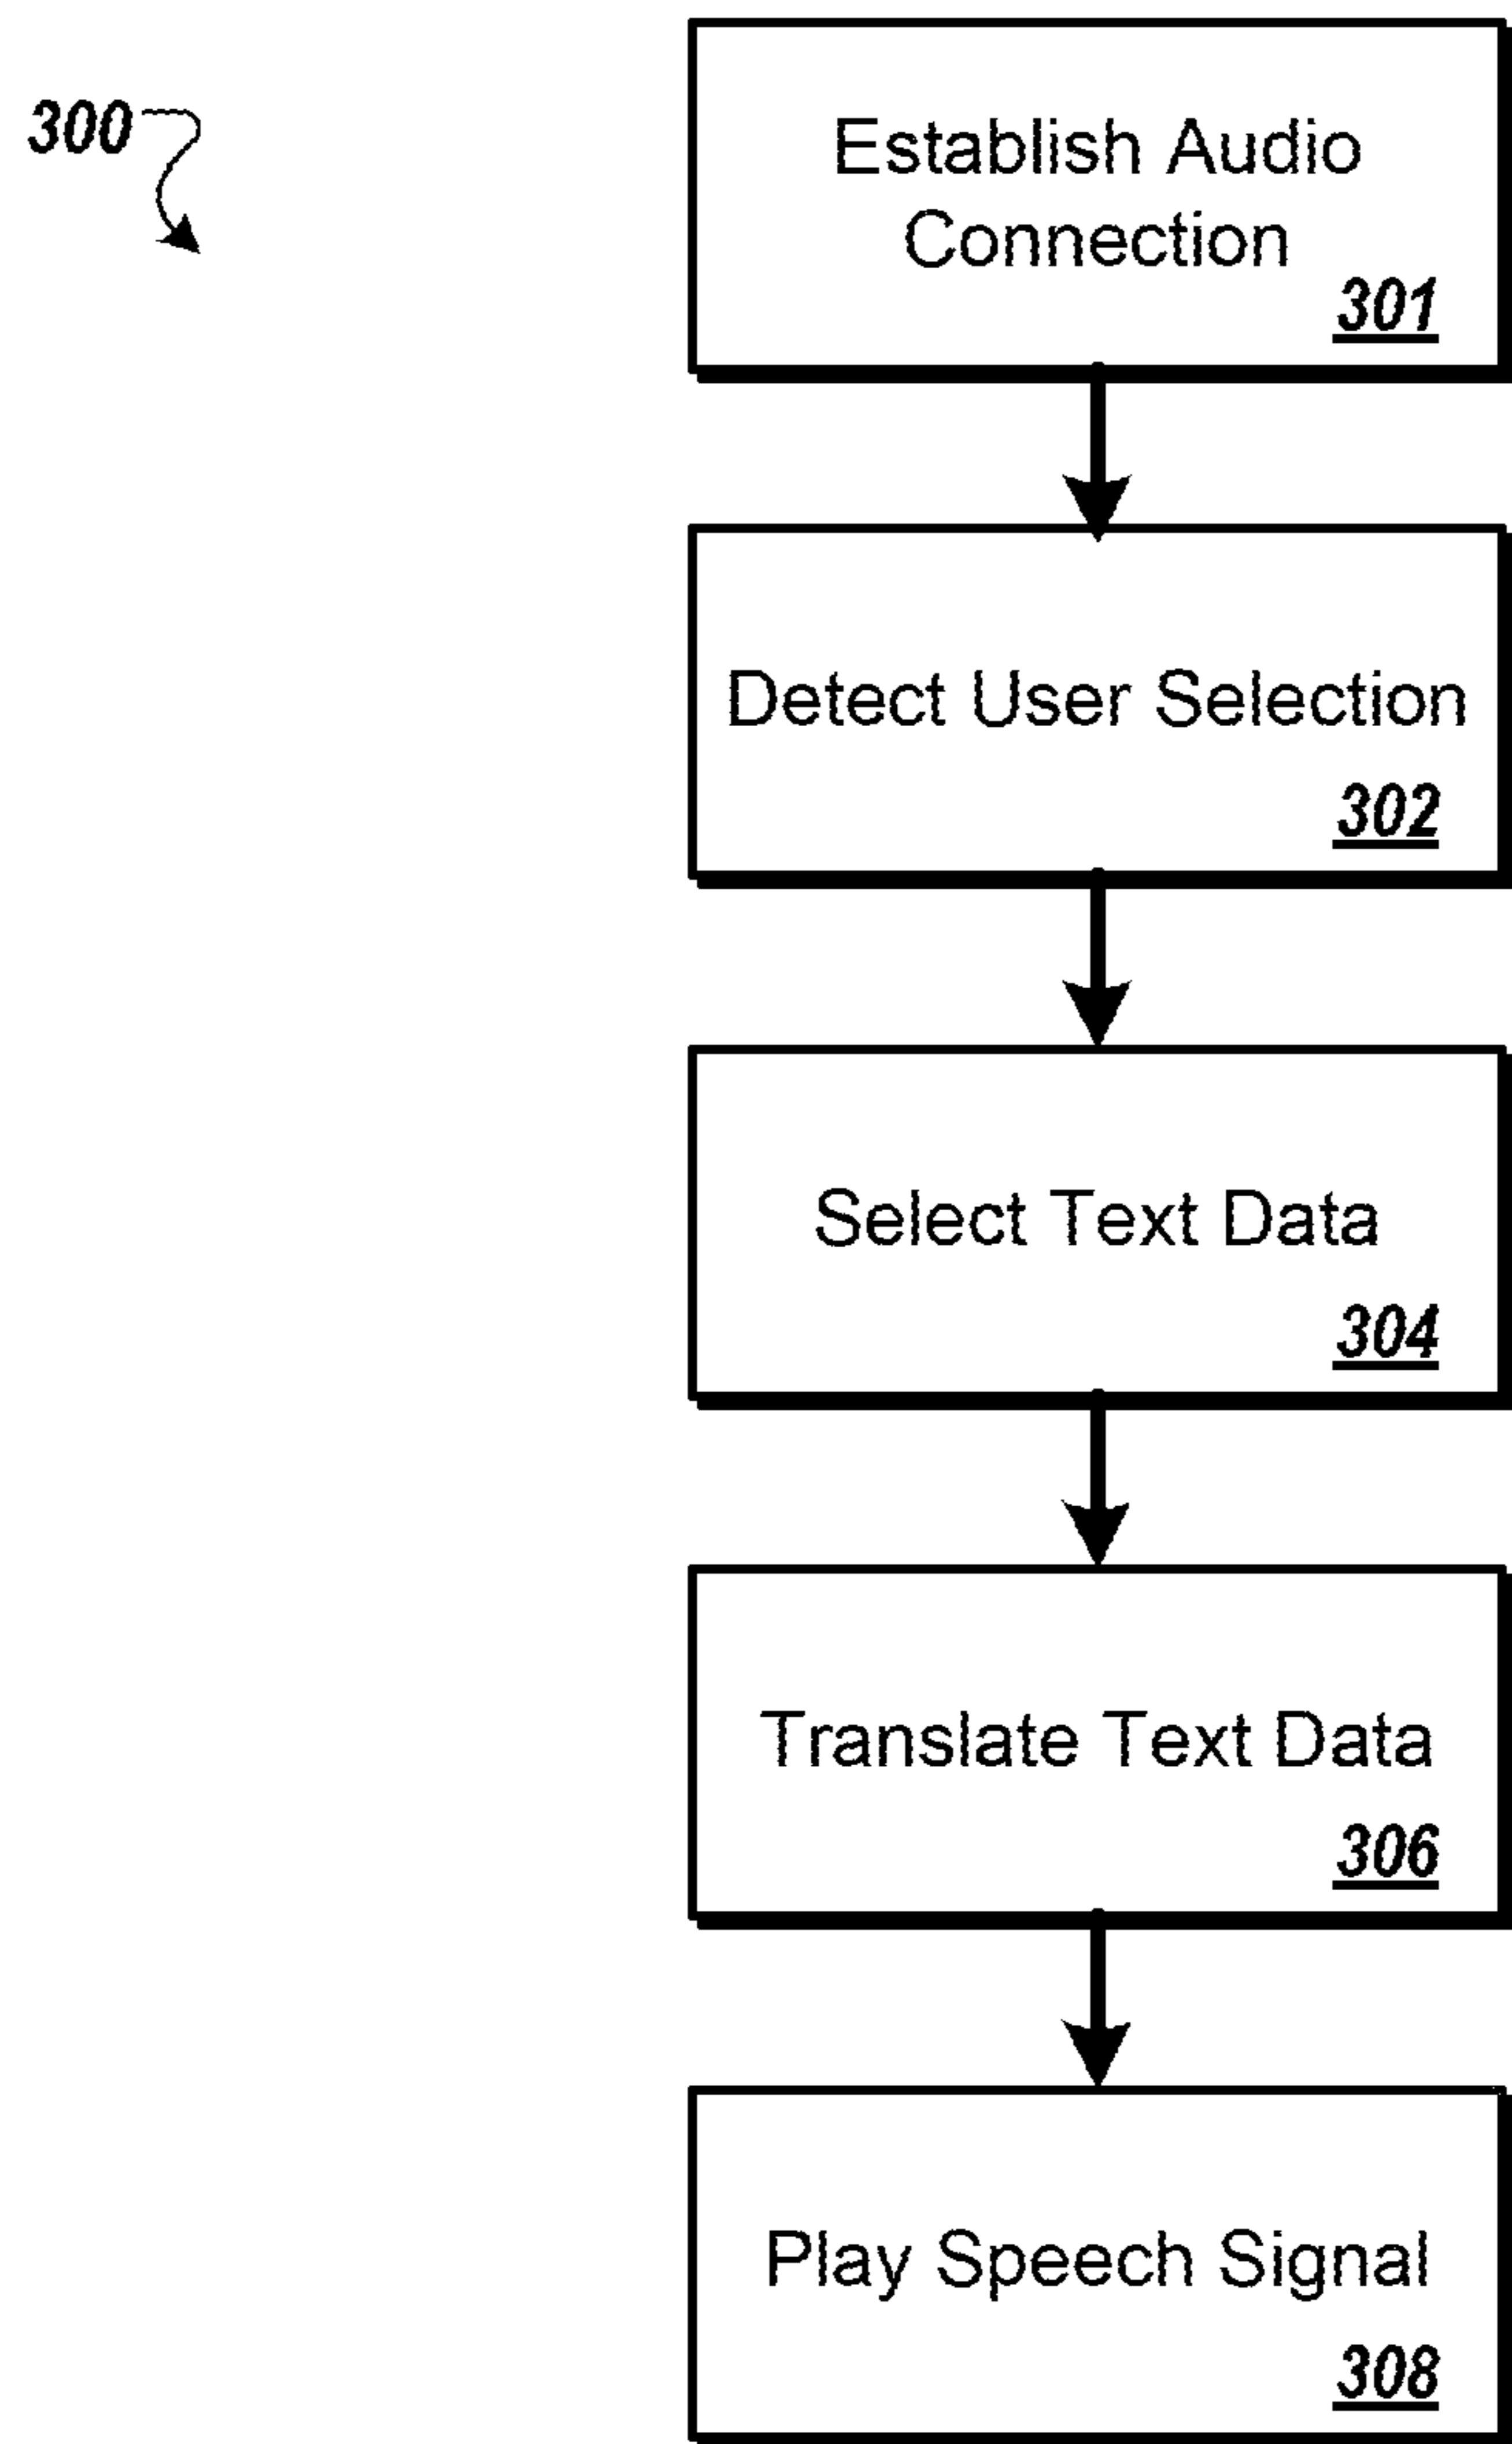 300
Establish Audio
Connection
301
Detect User Selection
302
Select Text Data
304
Translate Text Data
306
Play Speech Signal
308